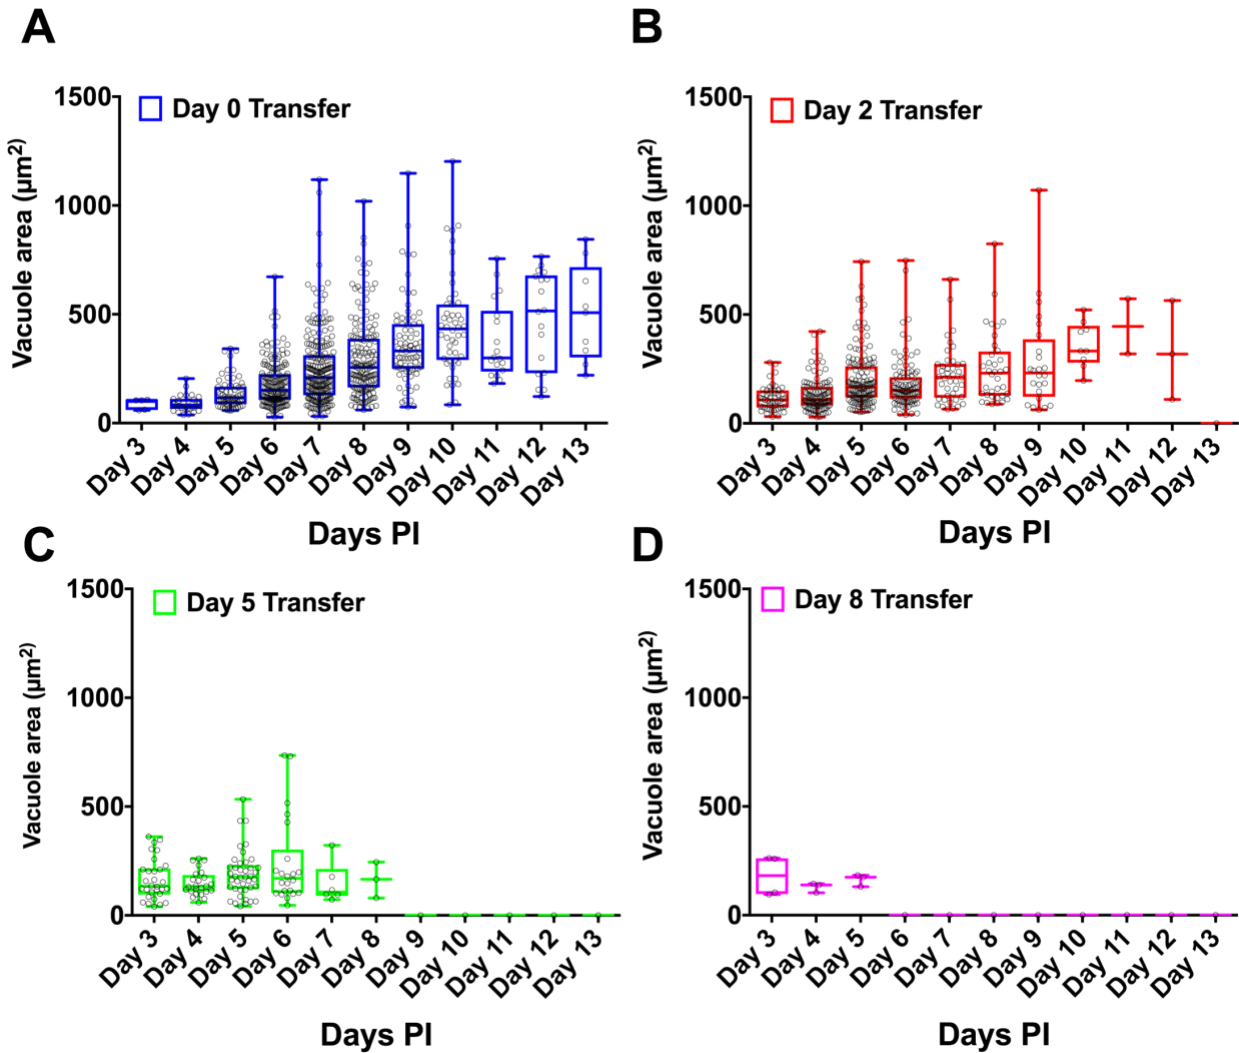 A
Vacuole area (µm²)
1500
1000
500
0
Day 0 Transfer
Day 3
Day 4
Day 5
Day 6
Day 7
Day 8
Day 9
Day 10
Day 11
Day 12
Day 13
Days PI
B
Vacuole area (µm²)
1500
1000
500
0
Day 2 Transfer
Day 3
Day 4
Day 5
Day 6
Day 7
Day 8
Day 9
Day 10
Day 11
Day 12
Day 13
Days PI
C
Vacuole area (µm²)
1500
1000
500
0
Day 5 Transfer
Day 3
Day 4
Day 5
Day 6
Day 7
Day 8
Day 9
Day 10
Day 11
Day 12
Day 13
Days PI
D
Vacuole area (µm²)
1500
1000
500
0
Day 8 Transfer
Day 3
Day 4
Day 5
Day 6
Day 7
Day 8
Day 9
Day 10
Day 11
Day 12
Day 13
Days PI